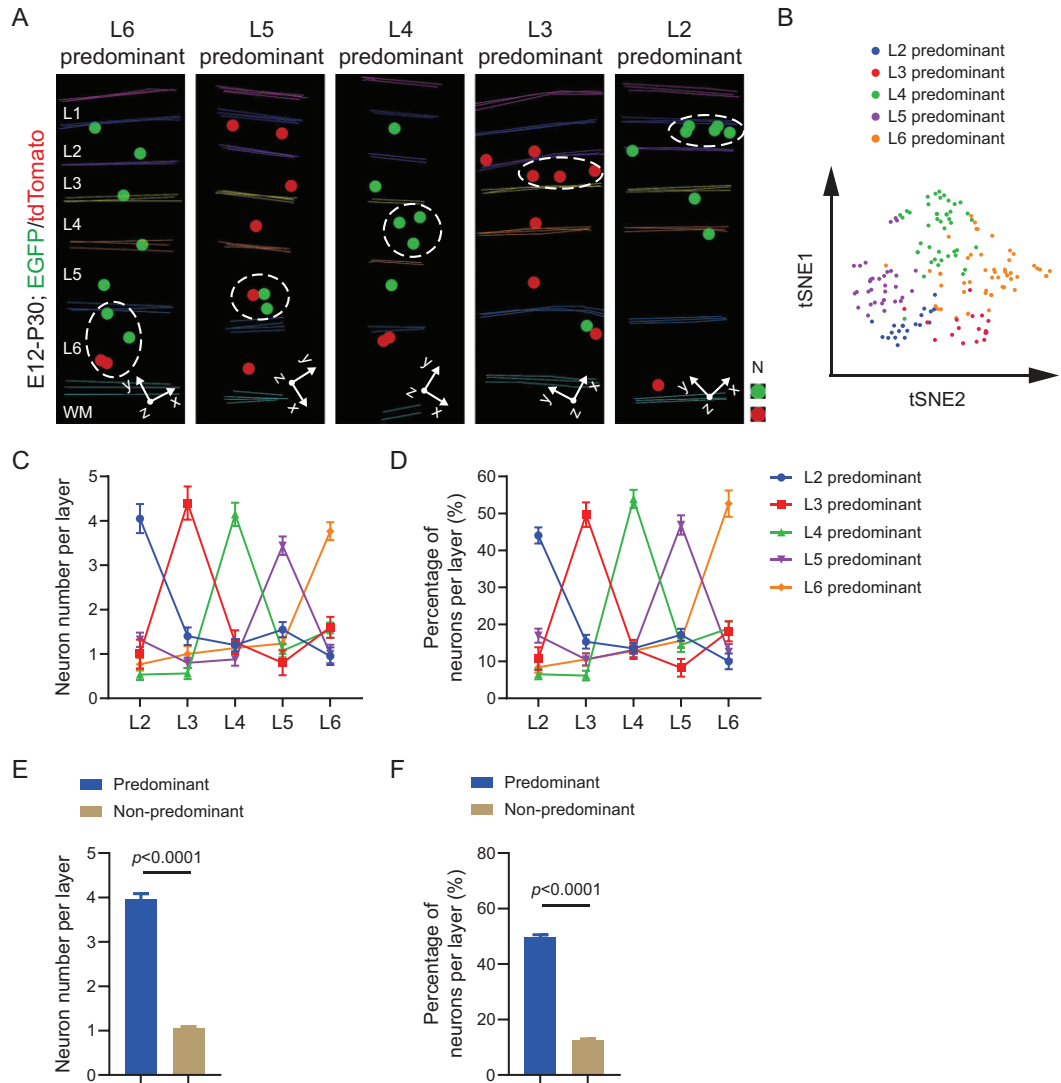 A
L6 predominant
L5 predominant
L4 predominant
L3 predominant
L2 predominant
E12-P30; EGFP/tdTomato
L1
L2
L3
L4
L5
L6
WM
y
z
x
y
z
x
y
z
x
y
z
x
y
z
x
N
B
L2 predominant
L3 predominant
L4 predominant
L5 predominant
L6 predominant
tSNE1
tSNE2
C
Neuron number per layer
5
4
3
2
1
0
L2 L3 L4 L5 L6
D
Percentage of
neurons per layer (%)
60
50
40
30
20
10
0
L2 L3 L4 L5 L6
L2 predominant
L3 predominant
L4 predominant
L5 predominant
L6 predominant
E
Predominant
Non-predominant
Neuron number per layer
5
4
3
2
1
0
p<0.0001
F
Predominant
Non-predominant
Percentage of
neurons per layer (%)
80
60
40
20
0
p<0.0001